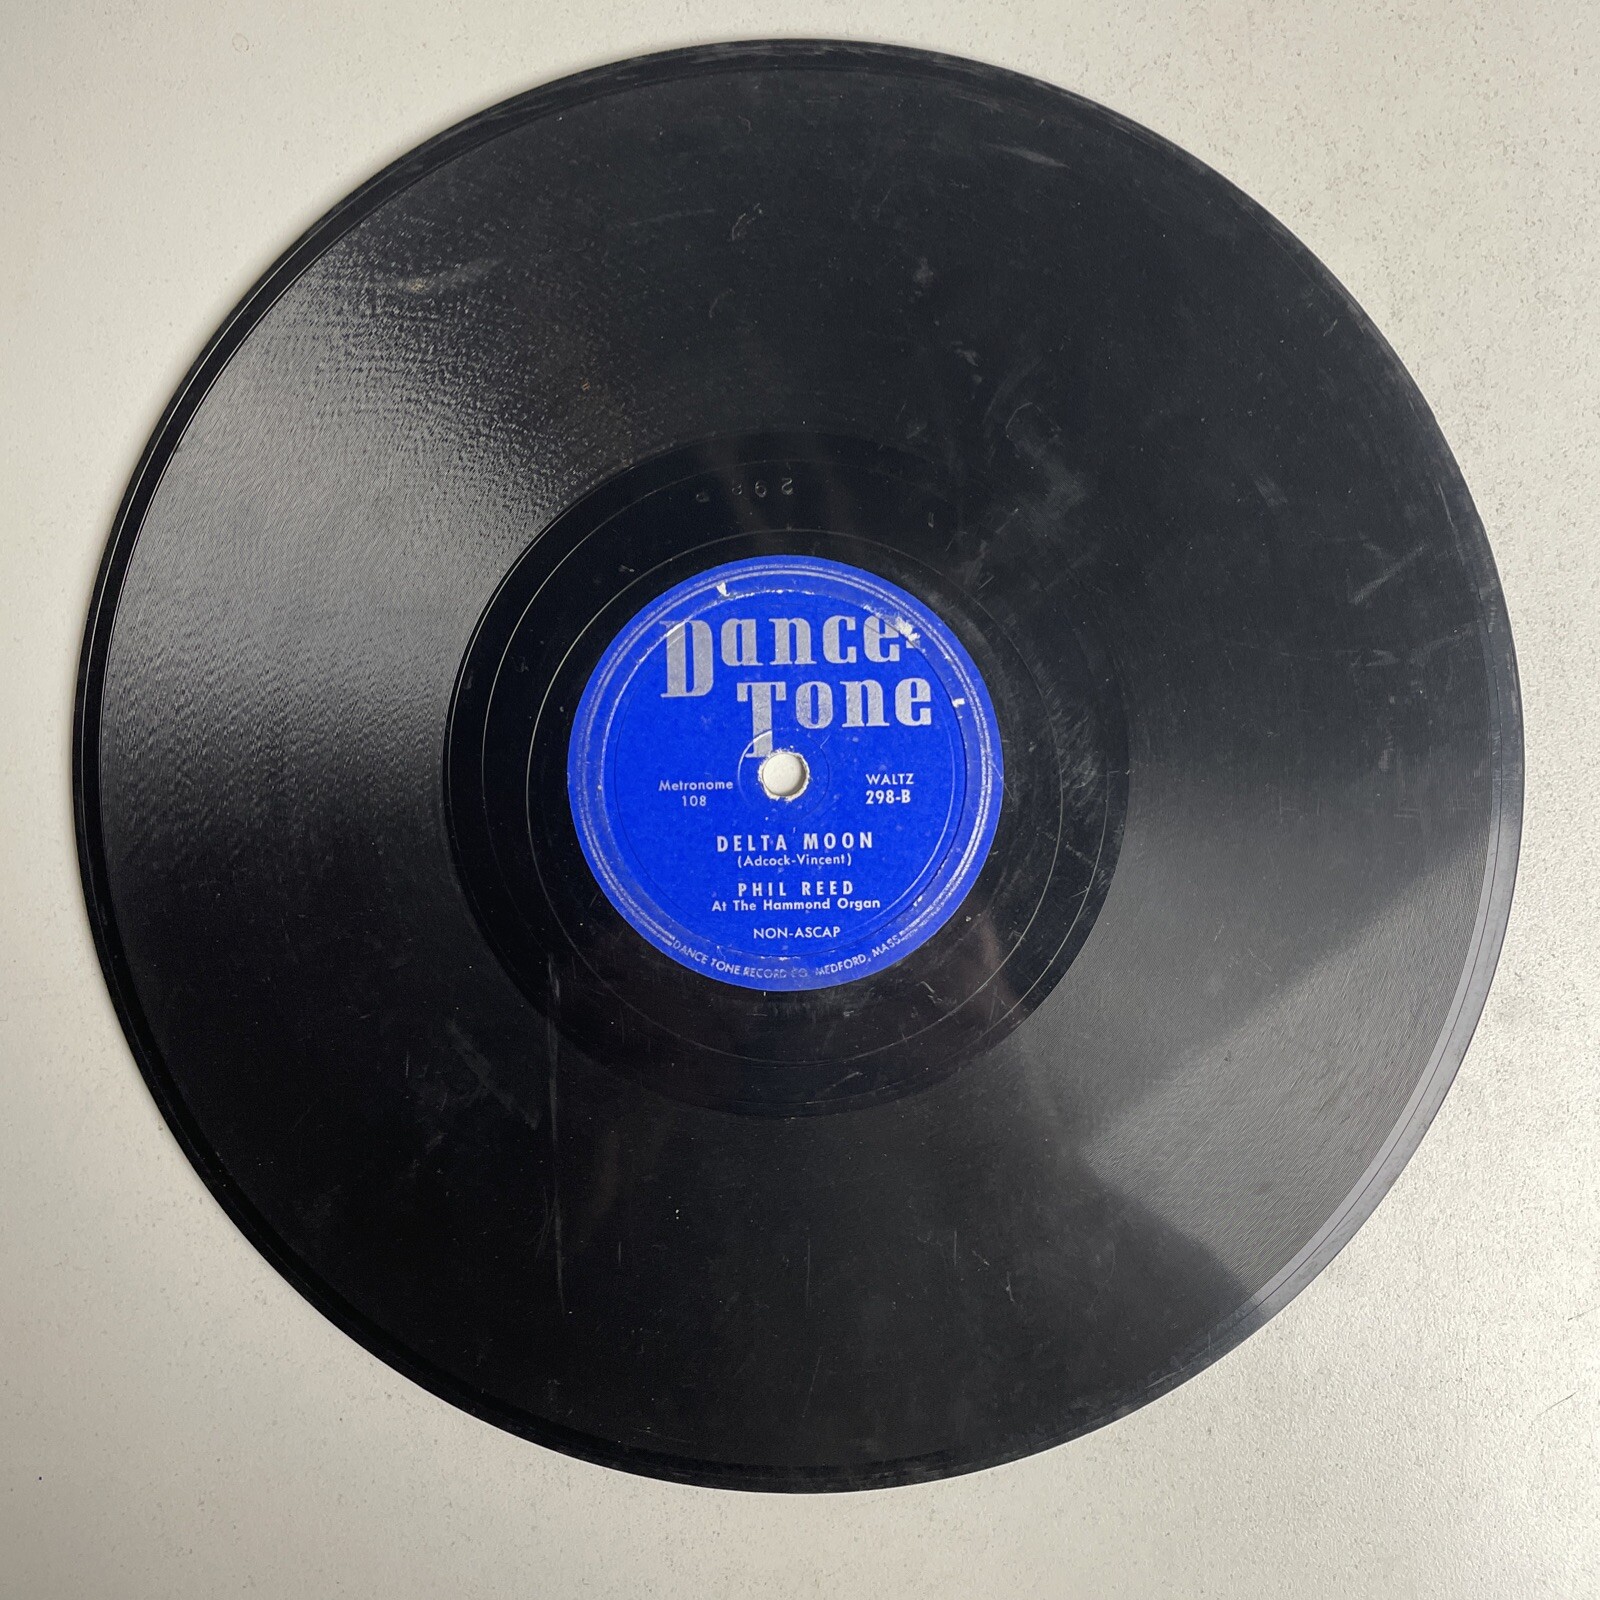 Dance-
Tone
Metronome
108
WALTZ
298-B
DELTA MOON
(Adcock-Vincent)
PHIL REED
At The Hammond Organ
NON-ASCAP
DANCE TONE RECORD CO. MEDFORD, MASS.